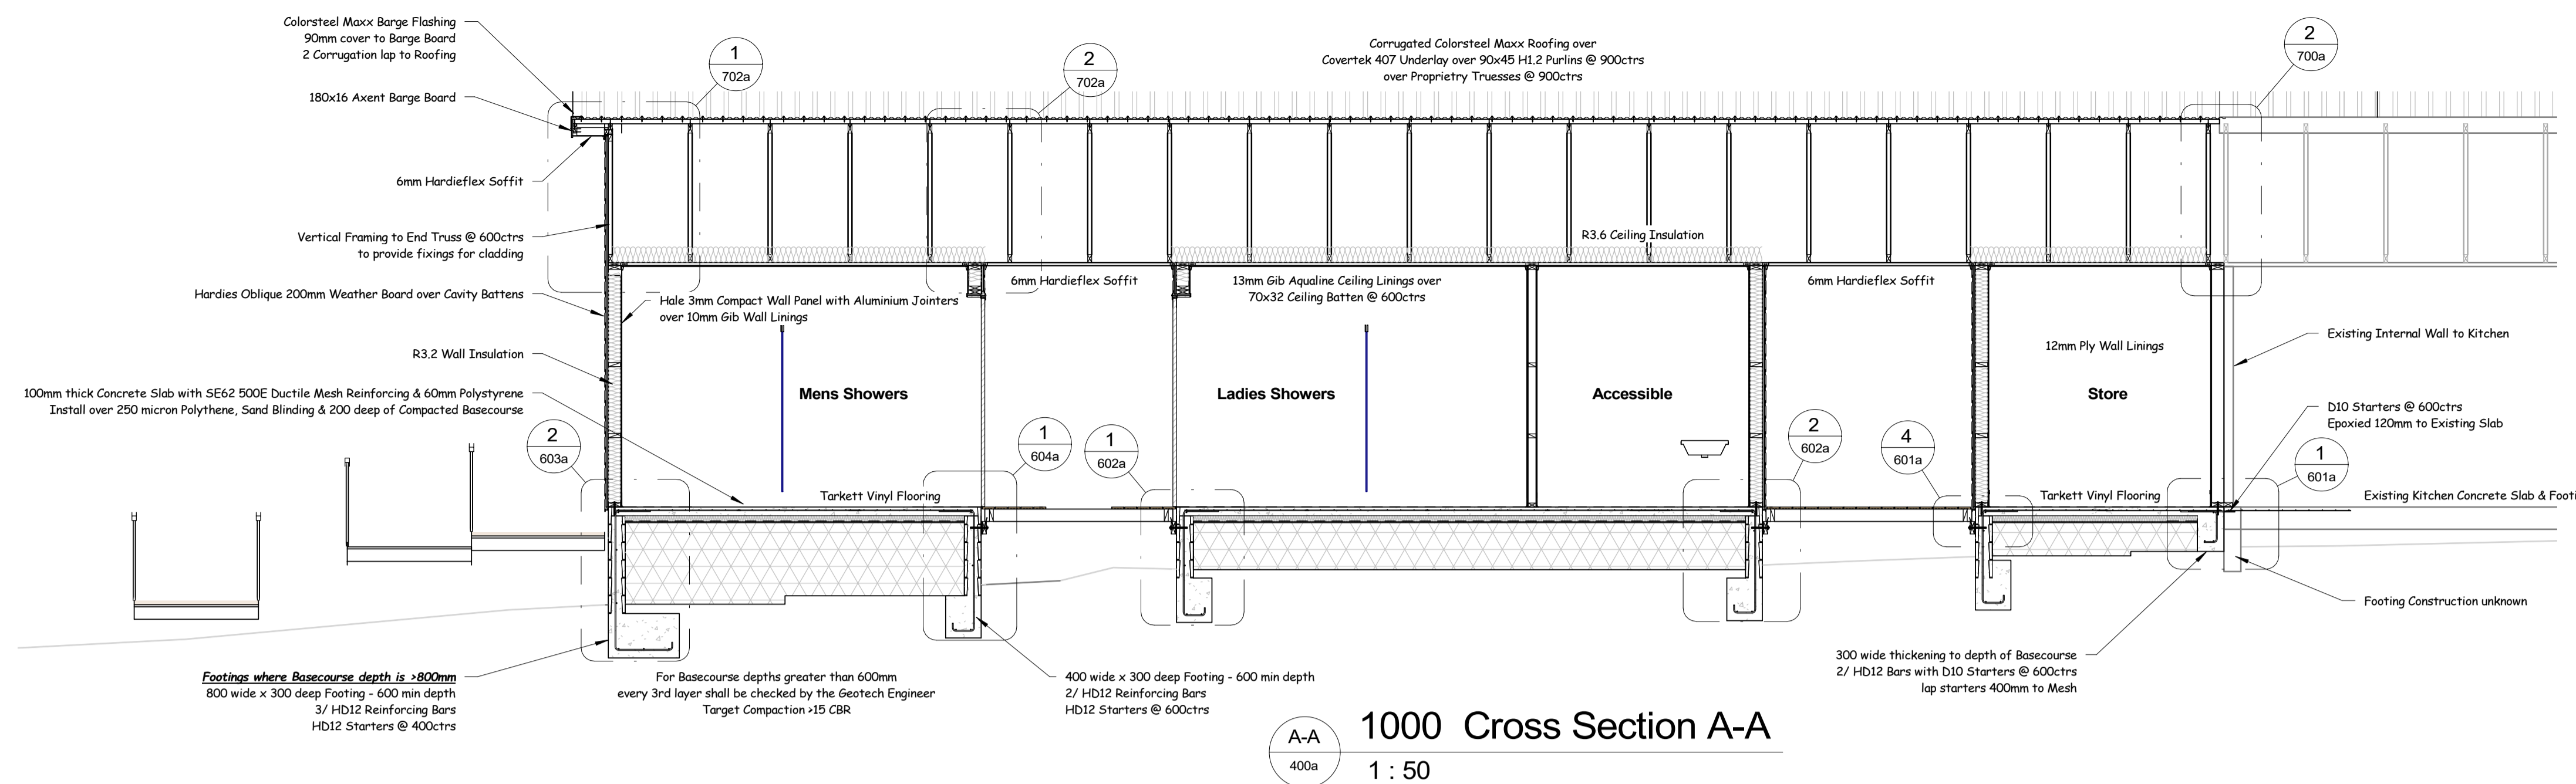 Colorsteel Maxx Barge Flashing
90mm cover to Barge Board
2 Corrugation lap to Roofing
180x16 Axent Barge Board
6mm Hardieflex Soffit
Vertical Framing to End Truss @ 600ctrs
to provide fixings for cladding
Hardies Oblique 200mm Weather Board over Cavity Battens
R3.2 Wall Insulation
100mm thick Concrete Slab with SE62 500E Ductile Mesh Reinforcing & 60mm Polystyrene
Install over 250 micron Polythene, Sand Blinding & 200 deep of Compacted Basecourse
1
702a
2
702a
Corrugated Colorsteel Maxx Roofing over
Covertek 407 Underlay over 90x45 H1.2 Purlins @ 900ctrs
over Proprietry Truesses @ 900ctrs
2
700a
R3.6 Ceiling Insulation
Hale 3mm Compact Wall Panel with Aluminium Jointers
over 10mm Gib Wall Linings
6mm Hardieflex Soffit
13mm Gib Aqualine Ceiling Linings over
70x32 Ceiling Batten @ 600ctrs
6mm Hardieflex Soffit
12mm Ply Wall Linings
Existing Internal Wall to Kitchen
Mens Showers
Ladies Showers
Accessible
Store
D10 Starters @ 600ctrs
Epoxied 120mm to Existing Slab
2
603a
1
604a
1
602a
2
602a
4
601a
1
601a
Tarkett Vinyl Flooring
Tarkett Vinyl Flooring
Existing Kitchen Concrete Slab & Footi
Footing Construction unknown
Footings where Basecourse depth is >800mm
800 wide x 300 deep Footing - 600 min depth
3/ HD12 Reinforcing Bars
HD12 Starters @ 400ctrs
For Basecourse depths greater than 600mm
every 3rd layer shall be checked by the Geotech Engineer
Target Compaction >15 CBR
400 wide x 300 deep Footing - 600 min depth
2/ HD12 Reinforcing Bars
HD12 Starters @ 600ctrs
300 wide thickening to depth of Basecourse
2/ HD12 Bars with D10 Starters @ 600ctrs
lap starters 400mm to Mesh
A-A
400a
1000 Cross Section A-A
1 : 50